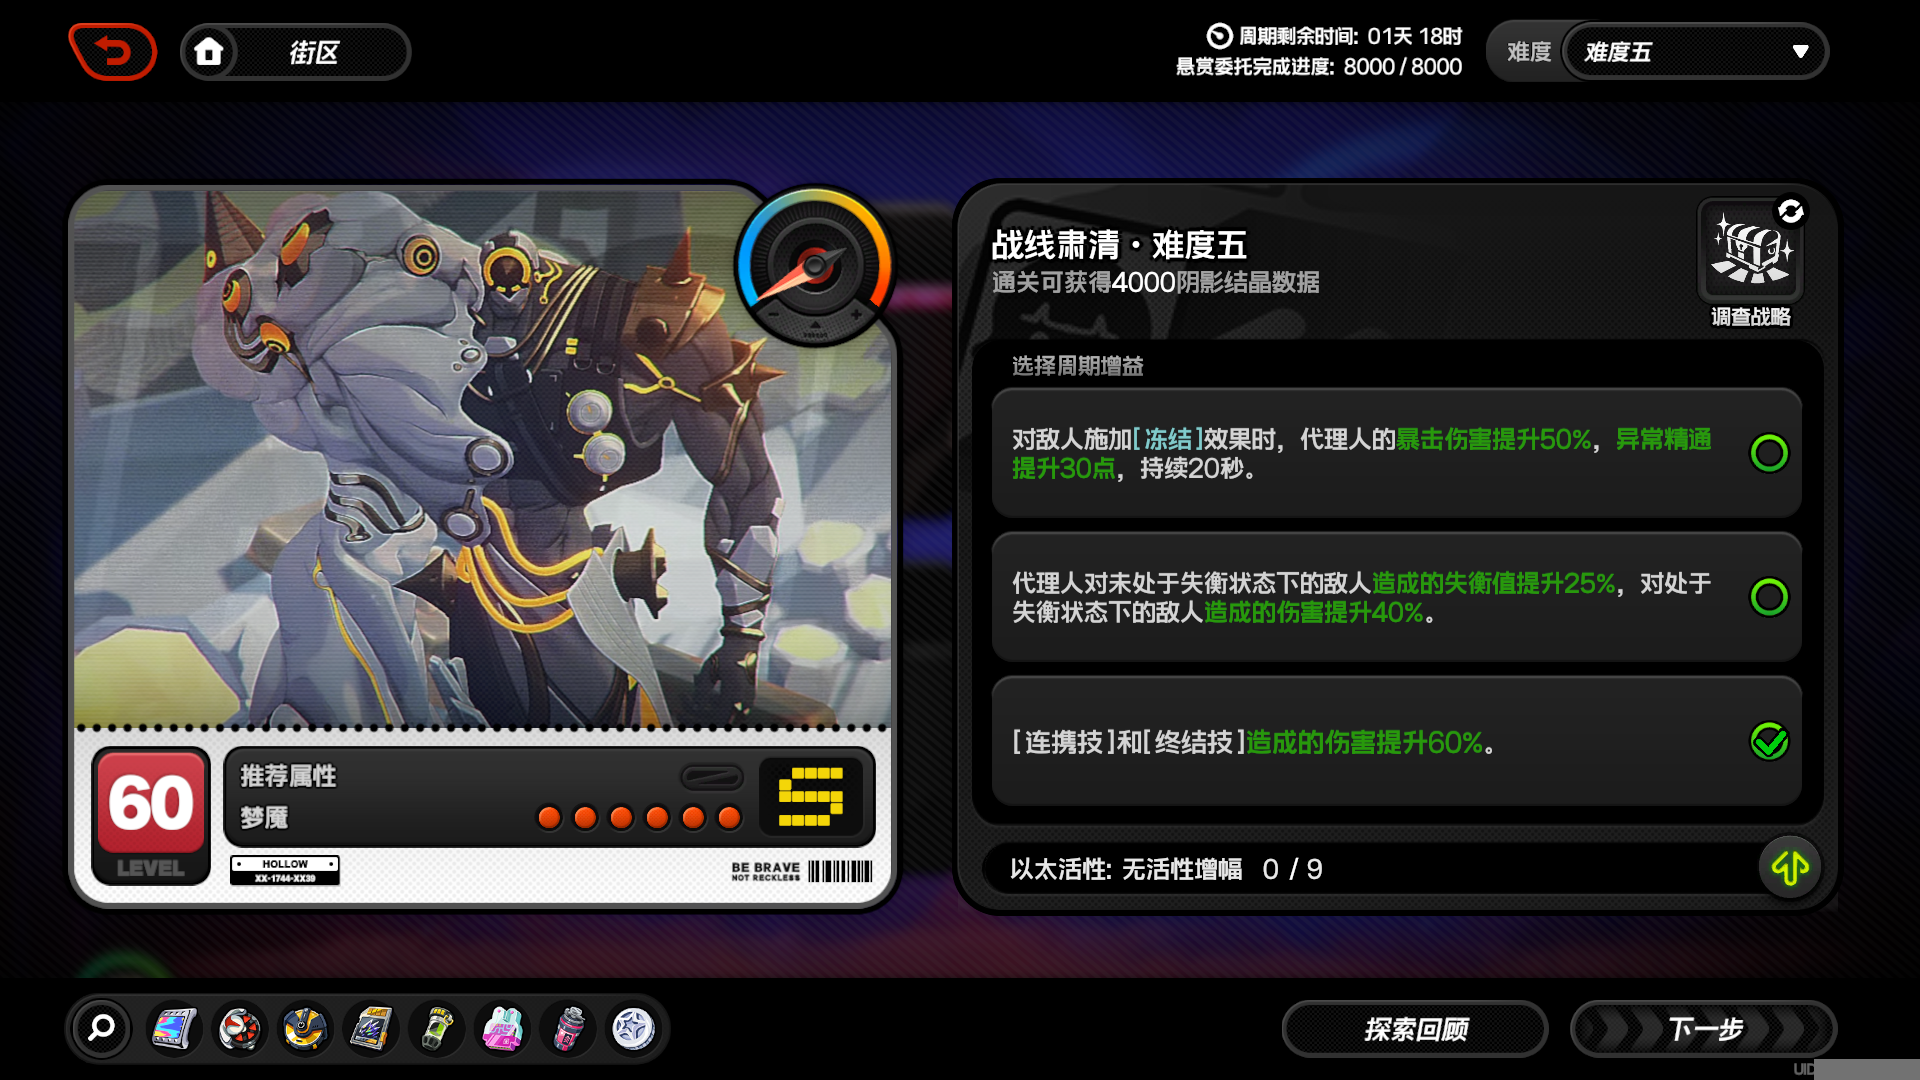 街区
周期剩余时间: 01天 18时
悬赏委托完成进度: 8000 / 8000
难度
难度五
战线肃清·难度五
通关可获得4000阴影结晶数据
调查战略
选择周期增益
对敌人施加[冻结]效果时，代理人的暴击伤害提升50%，异常精通
提升30点，持续20秒。
代理人对未处于失衡状态下的敌人造成的失衡值提升25%，对处于
失衡状态下的敌人造成的伤害提升40%。
[连携技]和[终结技]造成的伤害提升60%。
以太活性: 无活性增幅 0 / 9
60
LEVEL
推荐属性
梦魇
S
HOLLOW
XX-1744-XX39
BE BRAVE
NOT RECKLESS
探索回顾
下一步
UID